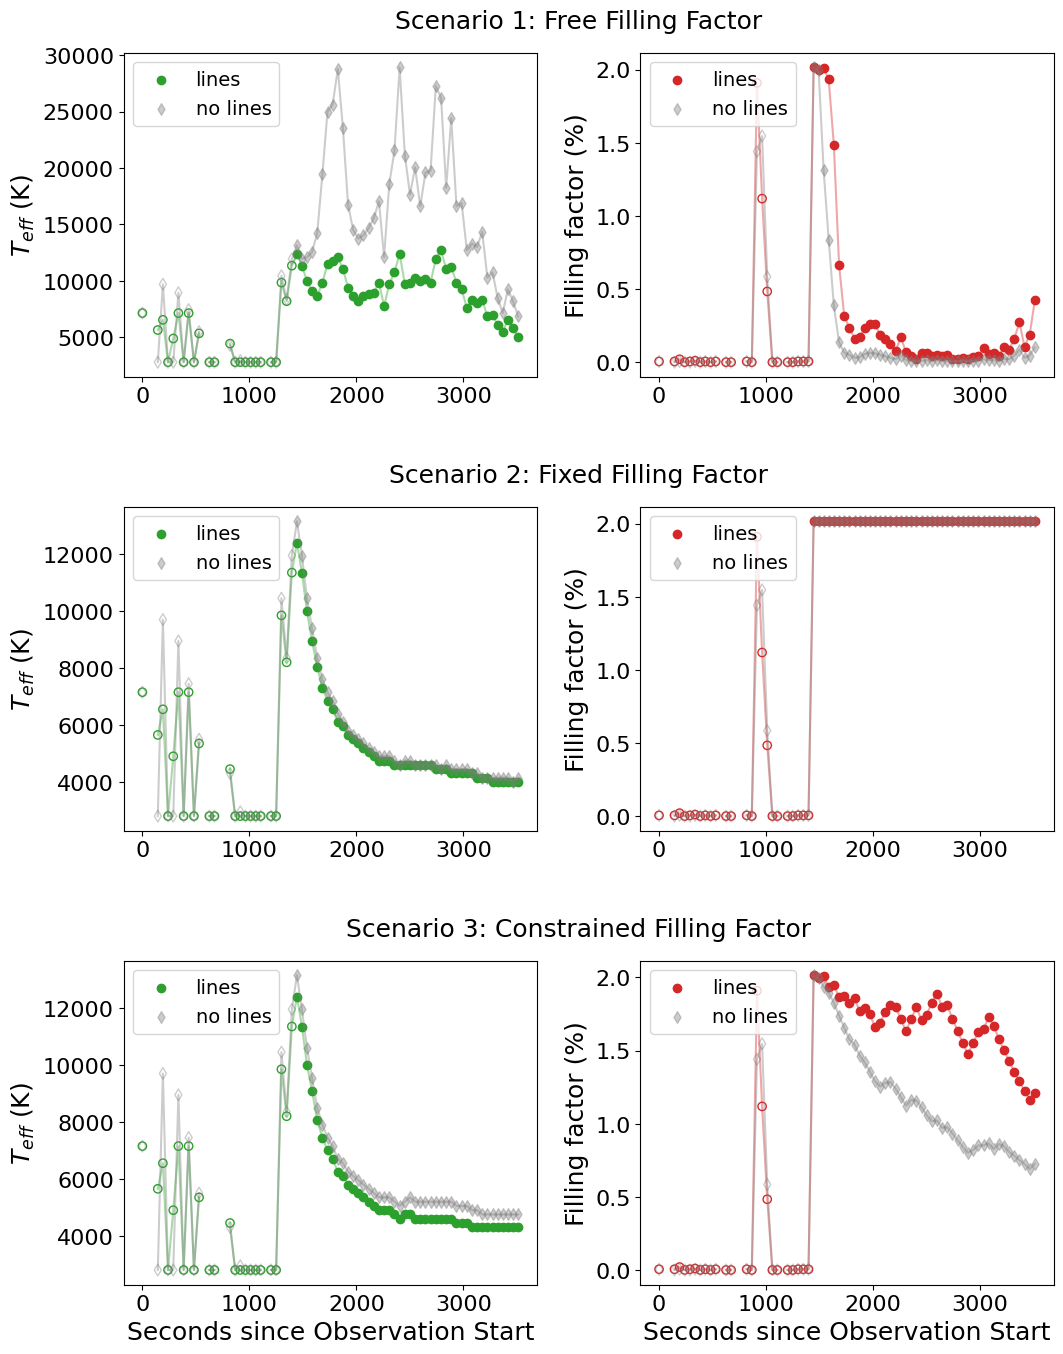 Scenario 1: Free Filling Factor
T_eff (K)
30000
25000
20000
15000
10000
5000
lines
no lines
0 1000 2000 3000
Filling factor (%)
2.0
1.5
1.0
0.5
0.0
lines
no lines
0 1000 2000 3000
Scenario 2: Fixed Filling Factor
T_eff (K)
12000
10000
8000
6000
4000
lines
no lines
0 1000 2000 3000
Filling factor (%)
2.0
1.5
1.0
0.5
0.0
lines
no lines
0 1000 2000 3000
Scenario 3: Constrained Filling Factor
T_eff (K)
12000
10000
8000
6000
4000
lines
no lines
0 1000 2000 3000
Seconds since Observation Start
Filling factor (%)
2.0
1.5
1.0
0.5
0.0
lines
no lines
0 1000 2000 3000
Seconds since Observation Start